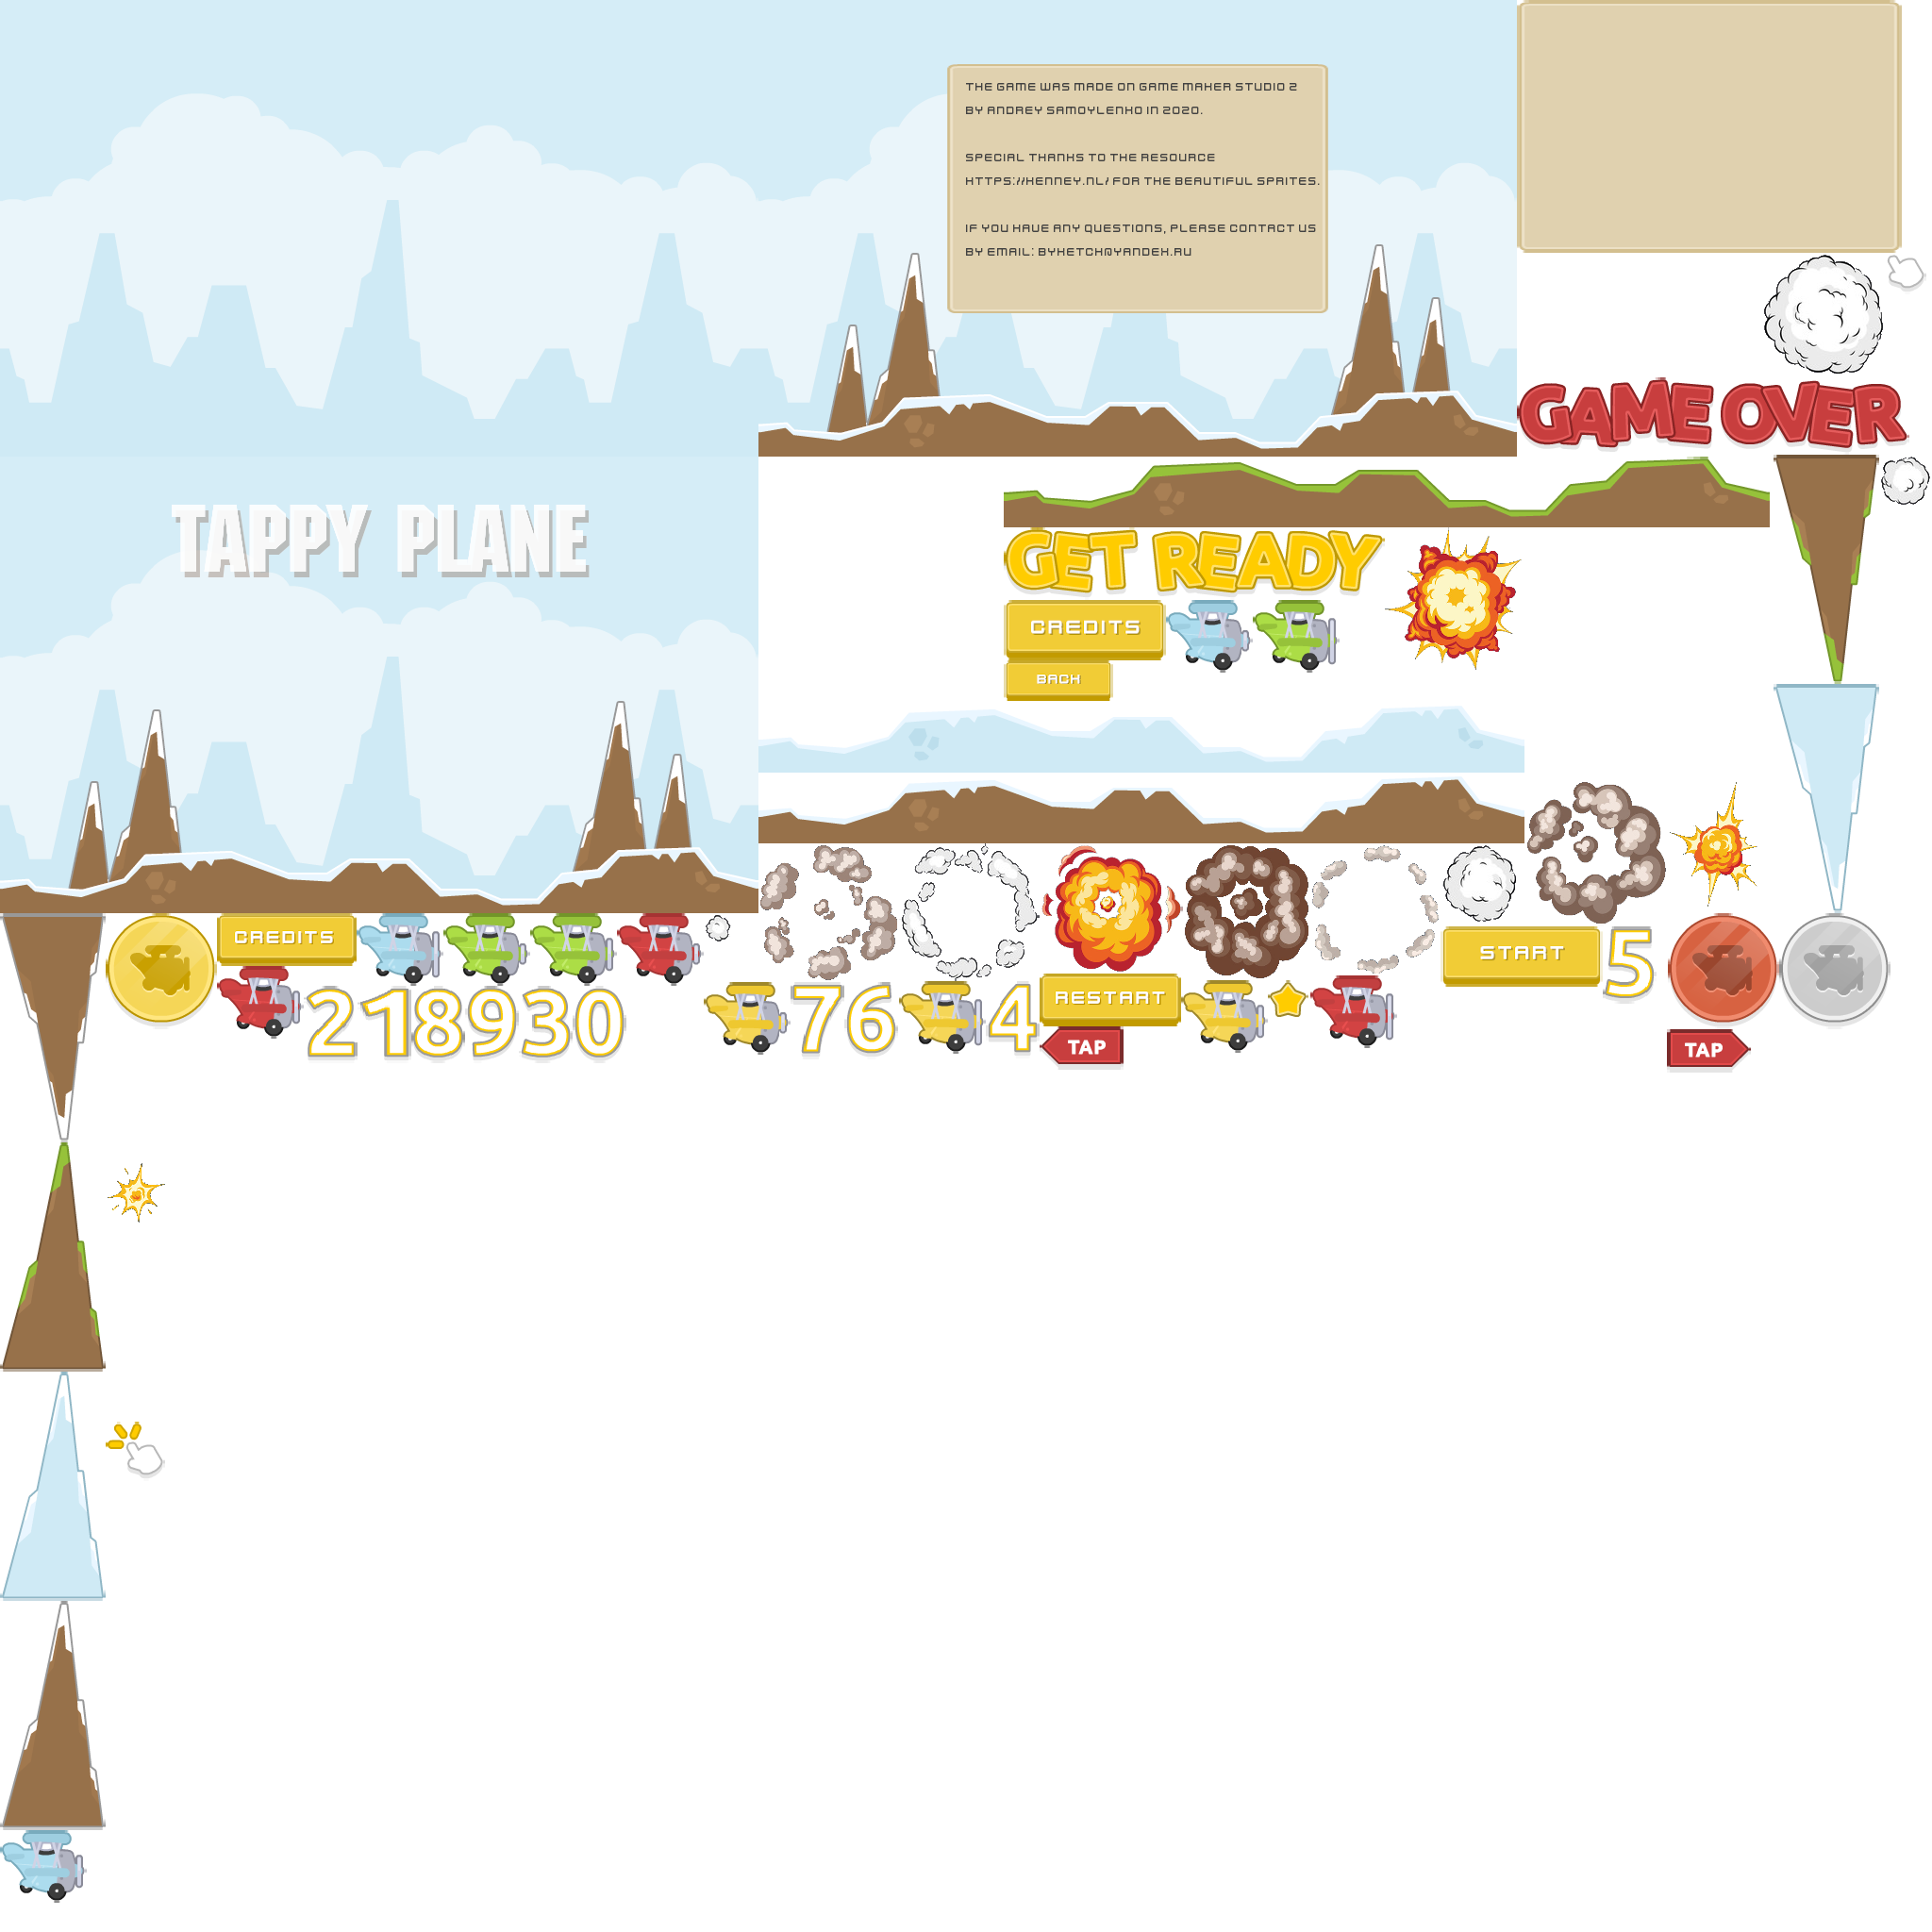 THE GAME WAS MADE ON GAME MAKER STUDIO 2
BY ANDREY SAMOYLENKO IN 2020.
SPECIAL THANKS TO THE RESOURCE
HTTPS://KENNEY.NL/ FOR THE BEAUTIFUL SPRITES.
IF YOU HAVE ANY QUESTIONS, PLEASE CONTACT US
BY EMAIL: BYKETCH@YANDEX.RU
GAME OVER
TAPPY PLANE
GET READY
CREDITS
BACK
CREDITS
START
5
218930
76
4
RESTART
TAP
TAP